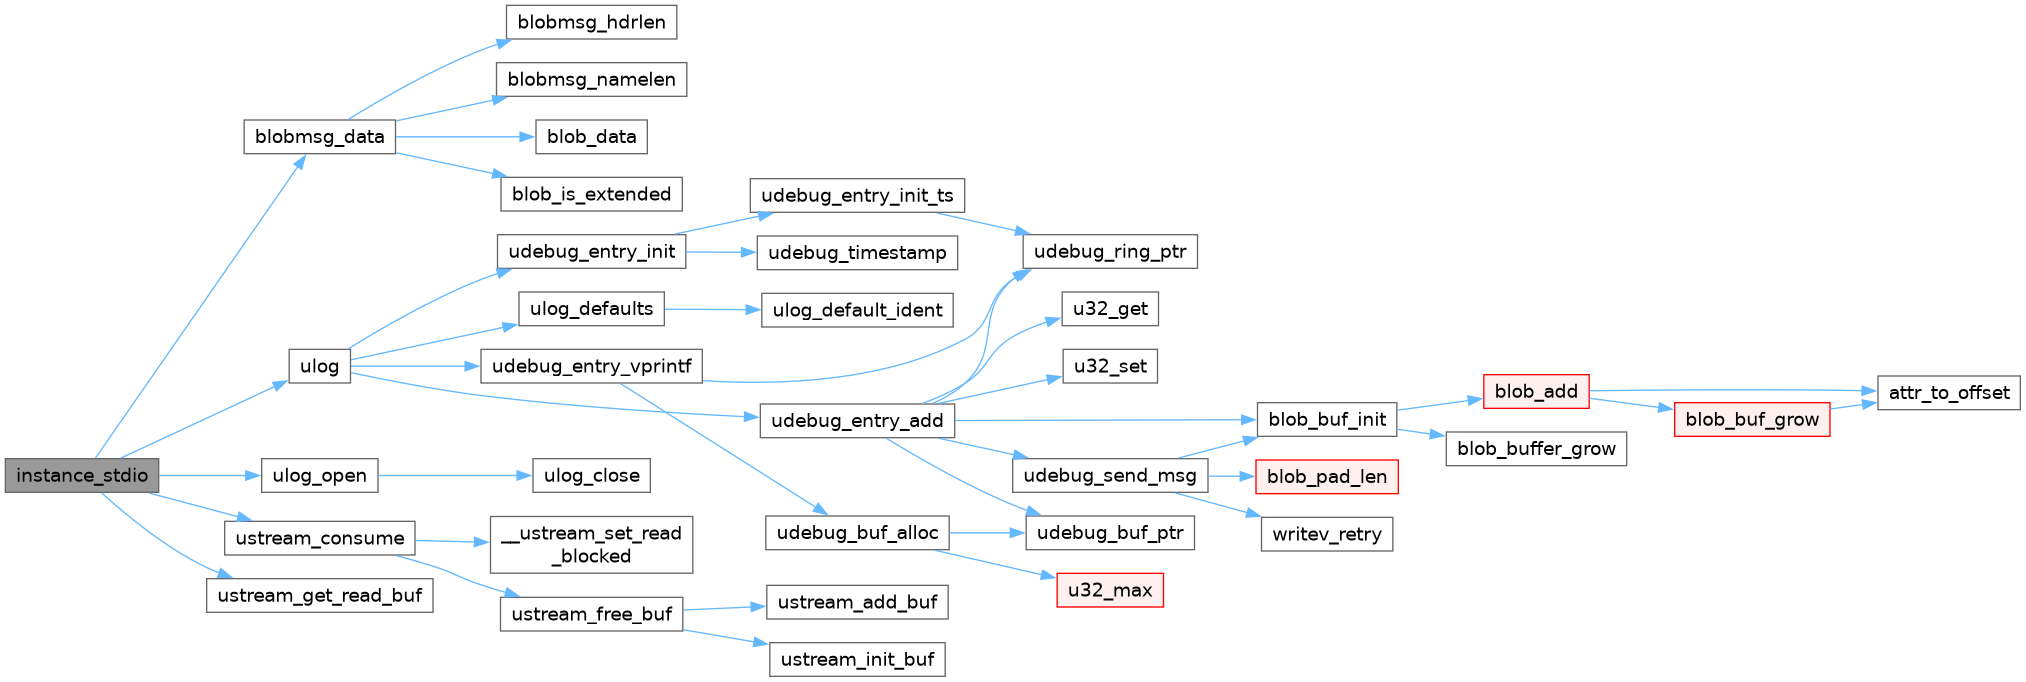 blobmsg_hdrlen
blobmsg_namelen
blobmsg_data
blob_data
blob_is_extended
udebug_entry_init_ts
udebug_entry_init
udebug_timestamp
udebug_ring_ptr
ulog_defaults
ulog_default_ident
u32_get
ulog
udebug_entry_vprintf
u32_set
udebug_entry_add
blob_buf_init
blob_add
attr_to_offset
blob_buf_grow
blob_buffer_grow
instance_stdio
ulog_open
ulog_close
udebug_send_msg
blob_pad_len
ustream_consume
__ustream_set_read
_blocked
udebug_buf_alloc
udebug_buf_ptr
writev_retry
ustream_get_read_buf
u32_max
ustream_free_buf
ustream_add_buf
ustream_init_buf